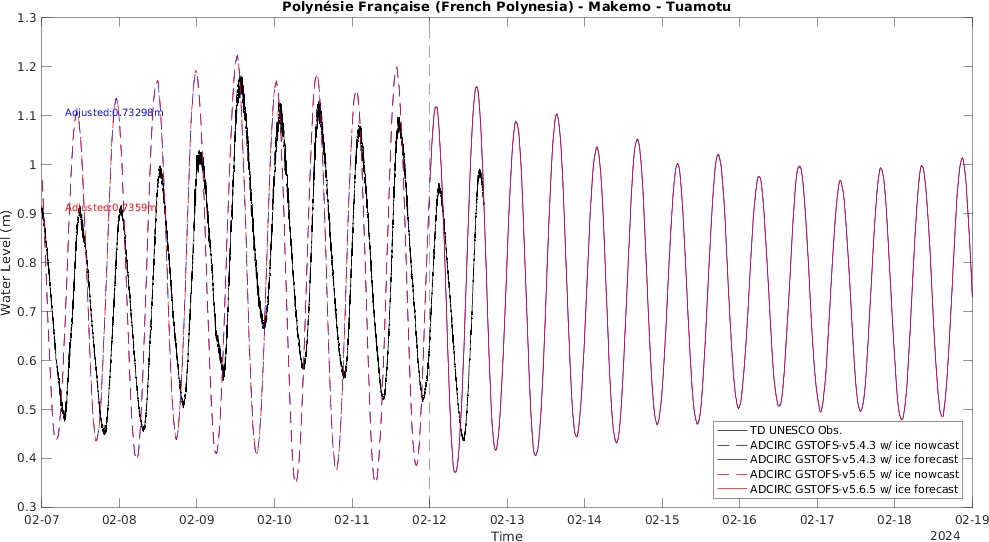 Polynésie Française (French Polynesia) - Makemo - Tuamotu
1.3
1.2
1.1
1
0.9
0.8
0.7
0.6
0.5
0.4
0.3
Water Level (m)
Adjusted:0.73298m
Adjusted:0.7359m
TD UNESCO Obs.
ADCIRC GSTOFS-v5.4.3 w/ ice nowcast
ADCIRC GSTOFS-v5.4.3 w/ ice forecast
ADCIRC GSTOFS-v5.6.5 w/ ice nowcast
ADCIRC GSTOFS-v5.6.5 w/ ice forecast
02-07 02-08 02-09 02-10 02-11 02-12 02-13 02-14 02-15 02-16 02-17 02-18 02-19
Time
2024